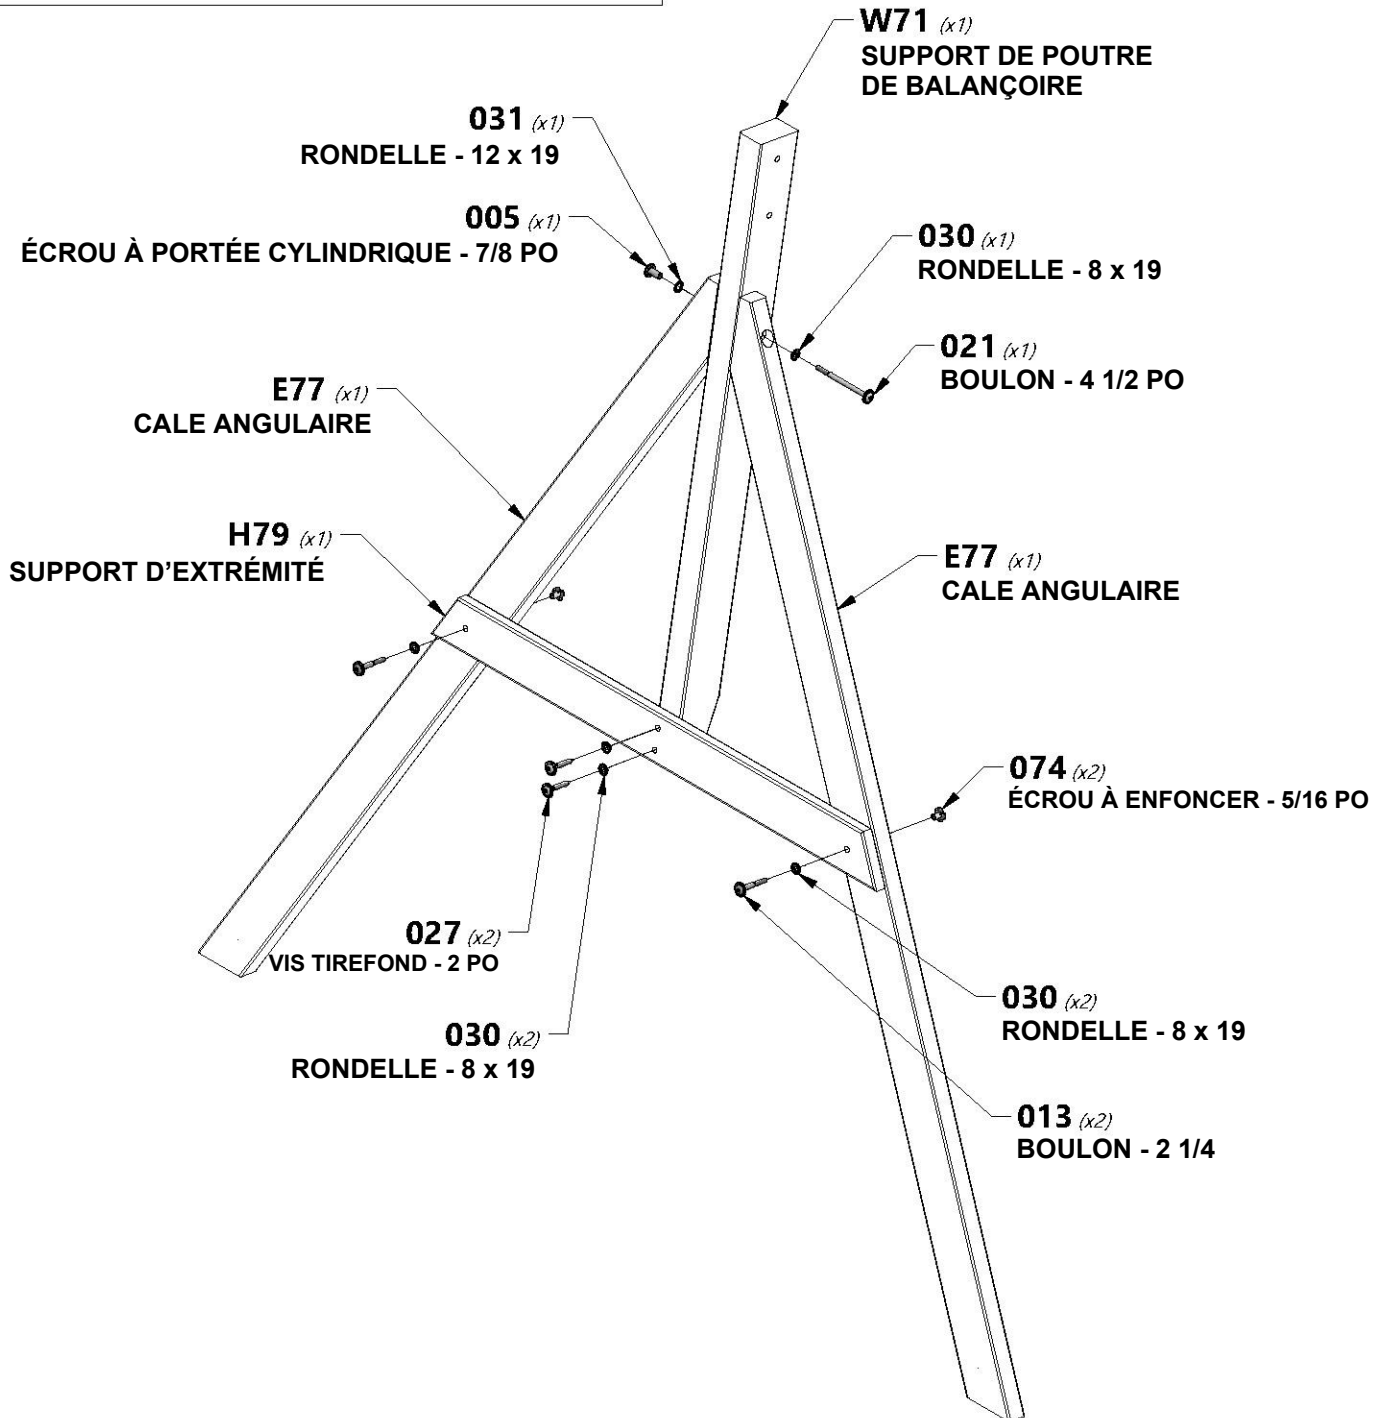 W71 (x1)
SUPPORT DE POUTRE
DE BALANÇOIRE
031 (x1)
RONDELLE - 12 x 19
005 (x1)
ÉCROU À PORTÉE CYLINDRIQUE - 7/8 PO
030 (x1)
RONDELLE - 8 x 19
021 (x1)
BOULON - 4 1/2 PO
E77 (x1)
CALE ANGULAIRE
H79 (x1)
SUPPORT D’EXTRÉMITÉ
E77 (x1)
CALE ANGULAIRE
074 (x2)
ÉCROU À ENFONCER - 5/16 PO
027 (x2)
VIS TIREFOND - 2 PO
030 (x2)
RONDELLE - 8 x 19
030 (x2)
RONDELLE - 8 x 19
013 (x2)
BOULON - 2 1/4